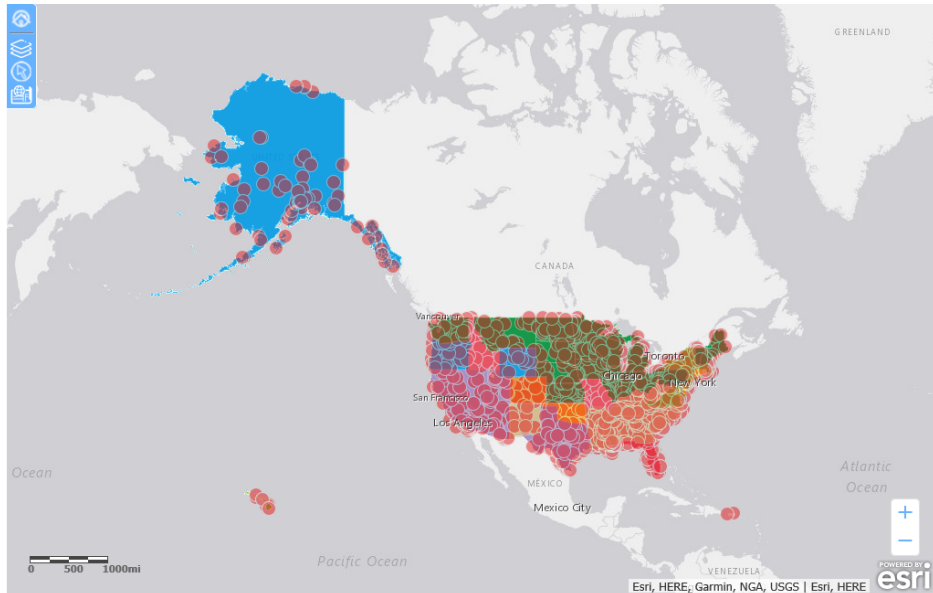 GREENLAND
CANADA
Vancouver
Toronto
Chicago
New York
San Francisco
Los Angeles
Ocean
Atlantic
Ocean
MÉXICO
Mexico City
Pacific Ocean
VENEZUELA
+
−
0 500 1000mi
POWERED BY
esri
Esri, HERE, Garmin, NGA, USGS | Esri, HERE